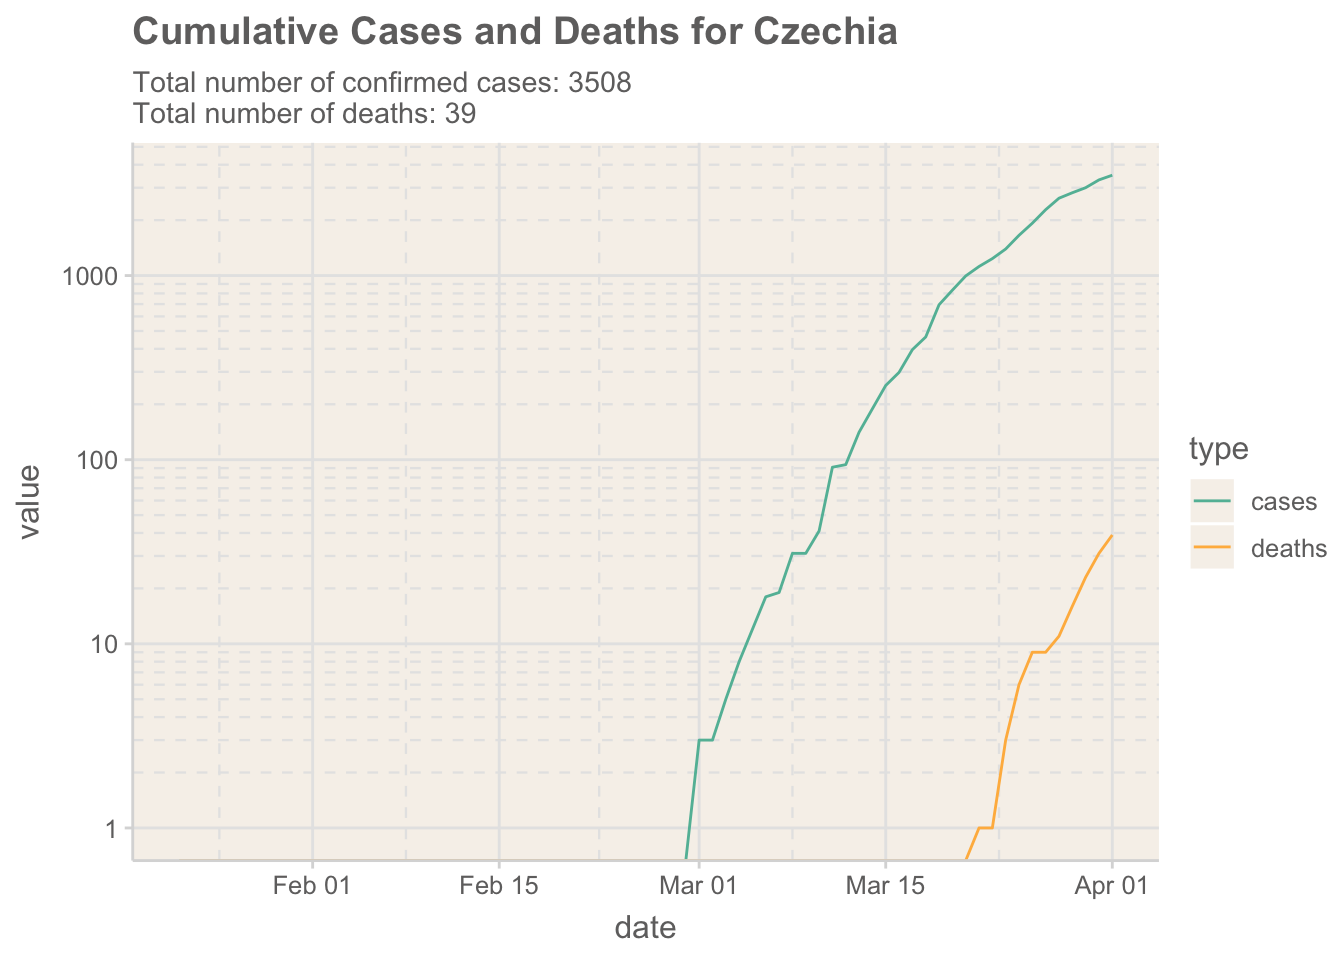 Cumulative Cases and Deaths for Czechia
Total number of confirmed cases: 3508
Total number of deaths: 39
1000
100
10
1
value
Feb 01
Feb 15
Mar 01
Mar 15
Apr 01
date
type
cases
deaths